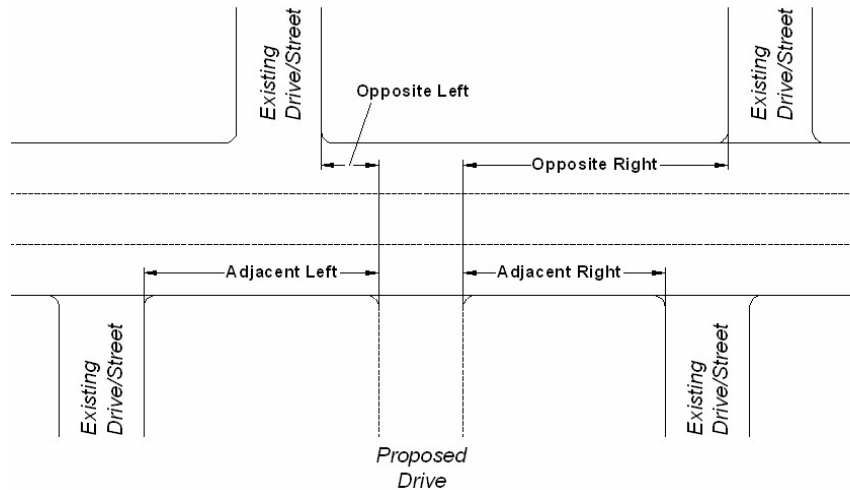 Existing
Drive/Street
Existing
Drive/Street
Opposite Left
Opposite Right
Adjacent Left
Adjacent Right
Existing
Drive/Street
Existing
Drive/Street
Proposed
Drive